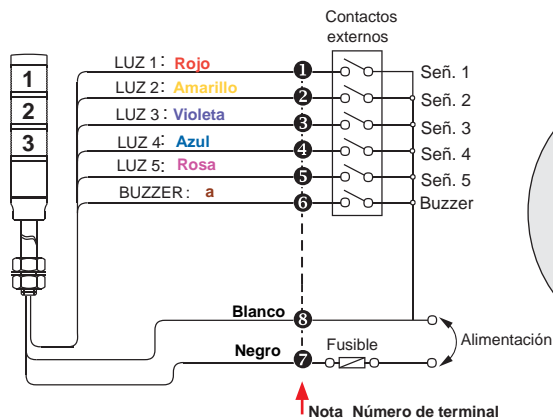 Contactos
externos
LUZ 1: Rojo 1 Señ. 1
LUZ 2: Amarillo 2 Señ. 2
LUZ 3: Violeta 3 Señ. 3
LUZ 4: Azul 4 Señ. 4
LUZ 5: Rosa 5 Señ. 5
BUZZER: a 6 Buzzer
1
2
3
Blanco 8
Alimentación
Negro 7 Fusible
Nota Número de terminal